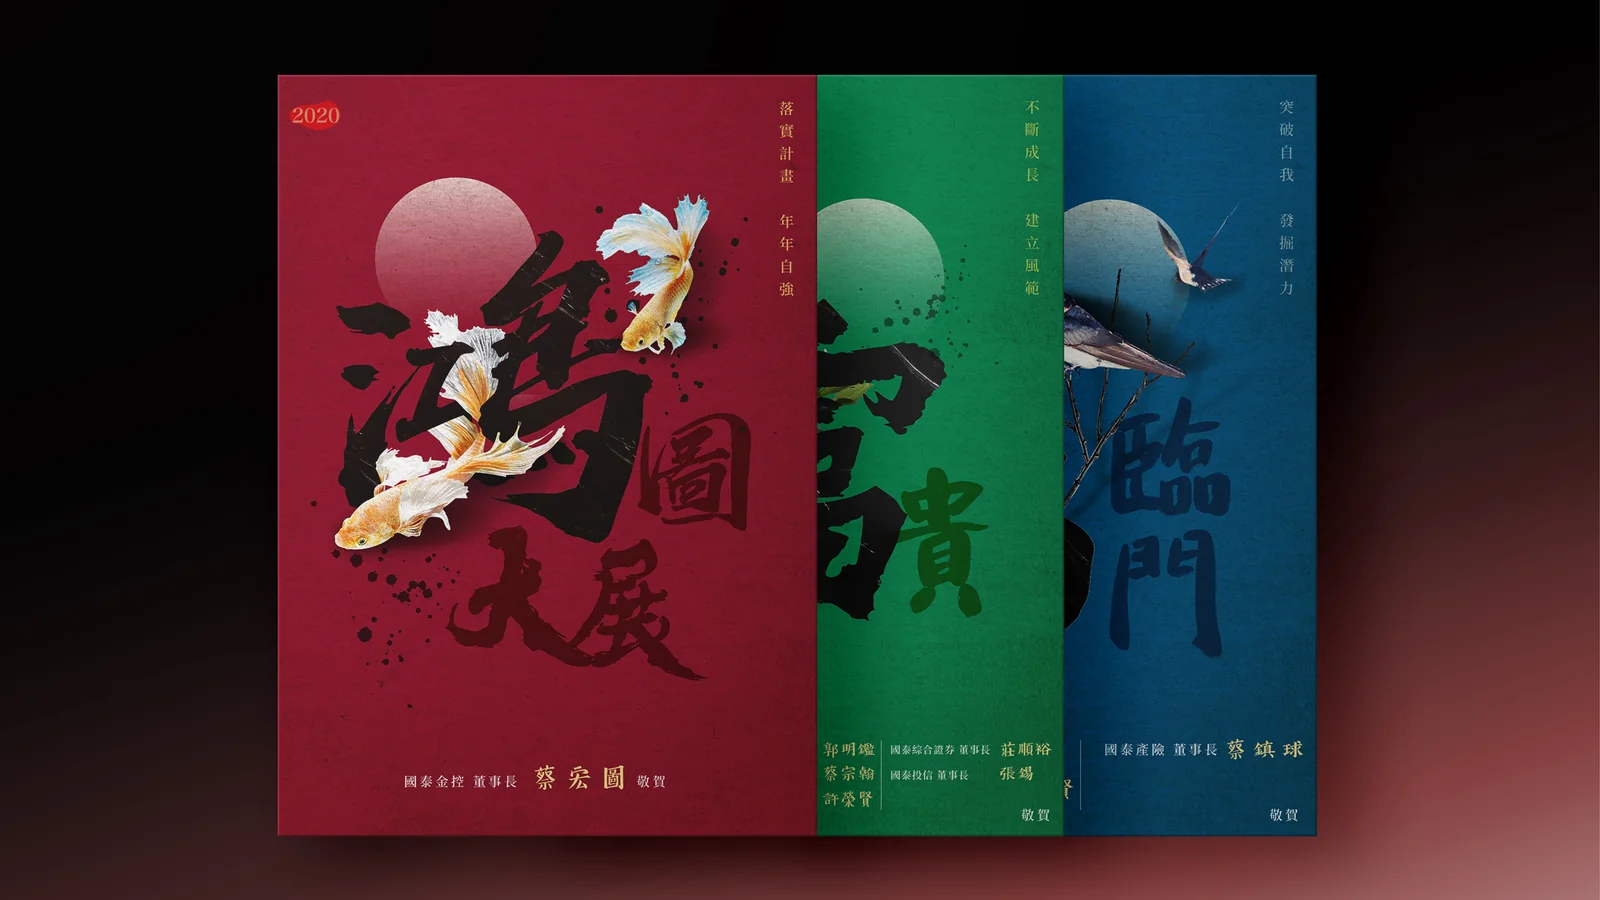 2020
落實計畫 年年自強
鴻圖
大展
國泰金控 董事長 蔡宏圖 敬賀
不斷成長 建立風範
富貴
郭明鑑
蔡宗翰
許榮賢
國泰綜合證券 董事長 莊順裕
國泰投信 董事長 張錫
敬賀
突破自我 發掘潛力
臨門
國泰產險 董事長 蔡鎮球
敬賀